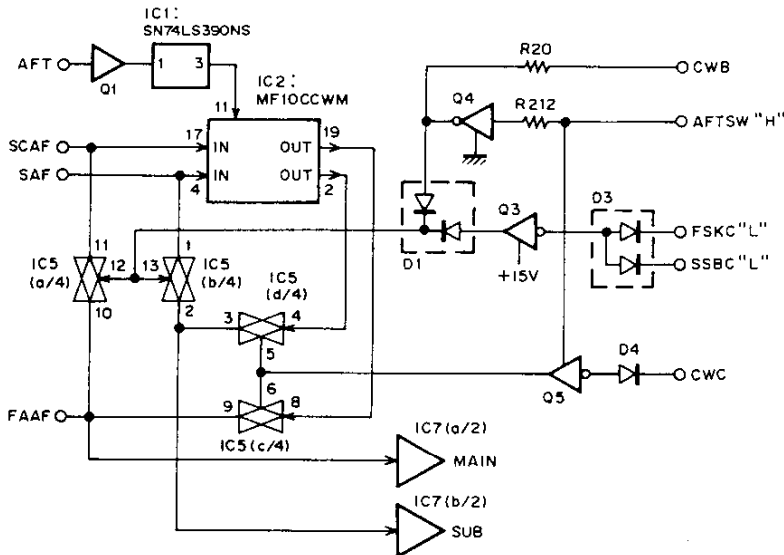 IC1:
SN74LS390NS
AFT
1
3
Q1
IC2:
MF10CCWM
11
R20
CWB
Q4
R212
AFTSW "H"
SCAF
17
IN
OUT
19
SAF
4
IN
OUT
2
D1
Q3
+15V
D3
FSKC "L"
SSBC "L"
11
1
IC5
(a/4)
12
13
IC5
(b/4)
10
2
IC5
(d/4)
3
4
5
D4
CWC
Q5
6
FAAF
9
8
IC5(c/4)
IC7(a/2)
MAIN
IC7(b/2)
SUB